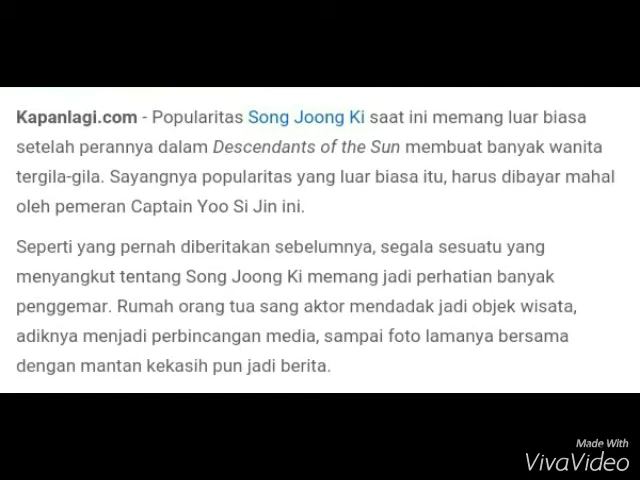 Kapanlagi.com - Popularitas Song Joong Ki saat ini memang luar biasa
setelah perannya dalam Descendants of the Sun membuat banyak wanita
tergila-gila. Sayangnya popularitas yang luar biasa itu, harus dibayar mahal
oleh pemeran Captain Yoo Si Jin ini.
Seperti yang pernah diberitakan sebelumnya, segala sesuatu yang
menyangkut tentang Song Joong Ki memang jadi perhatian banyak
penggemar. Rumah orang tua sang aktor mendadak jadi objek wisata,
adiknya menjadi perbincangan media, sampai foto lamanya bersama
dengan mantan kekasih pun jadi berita.
Made With
VivaVideo